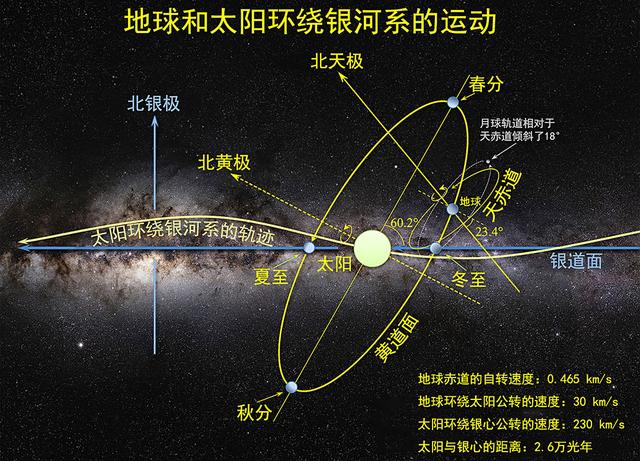 地球和太阳环绕银河系的运动
北天极
春分
北银极
月球轨道相对于
天赤道倾斜了18°
北黄极
地球
天赤道
60.2°
23.4°
太阳环绕银河系的轨迹
夏至
太阳
冬至
银道面
黄道面
秋分
地球赤道的自转速度：0.465 km/s
地球环绕太阳公转的速度：30 km/s
太阳环绕银心公转的速度：230 km/s
太阳与银心的距离：2.6万光年